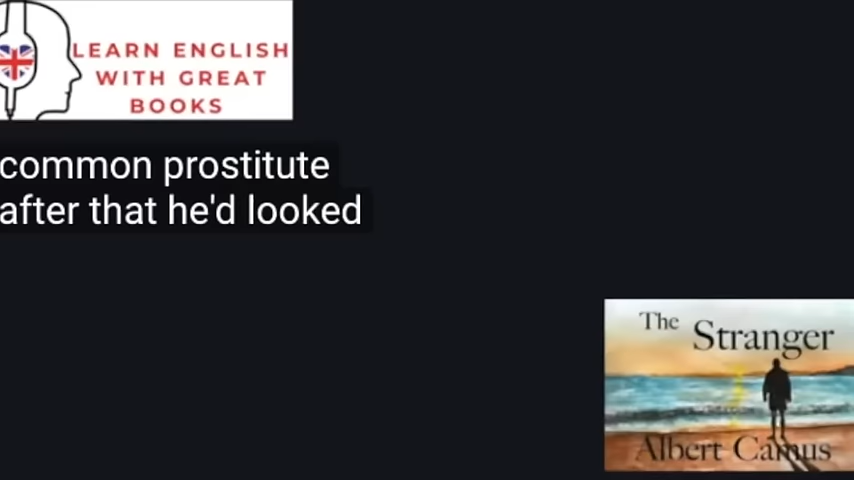 LEARN ENGLISH
WITH GREAT
BOOKS
common prostitute
after that he'd looked
The Stranger
Albert Camus